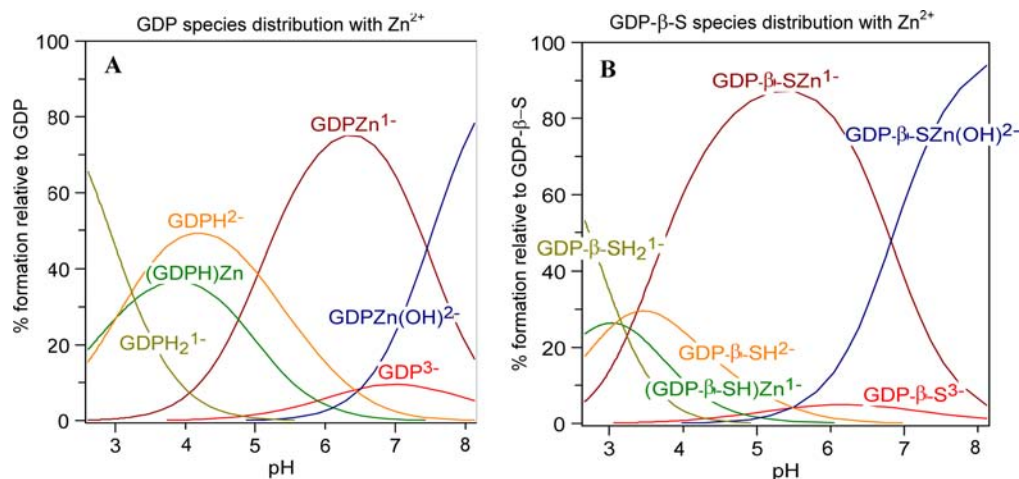 GDP species distribution with Zn²⁺
A
% formation relative to GDP
100
80
60
40
20
0
3
4
5
6
7
8
pH
GDPZn¹⁻
GDPH²⁻
(GDPH)Zn
GDPH₂¹⁻
GDPZn(OH)²⁻
GDP³⁻
GDP-β-S species distribution with Zn²⁺
B
% formation relative to GDP-β-S
100
80
60
40
20
0
3
4
5
6
7
8
pH
GDP-β-SZn¹⁻
GDP-β-SZn(OH)²⁻
GDP-β-SH₂¹⁻
GDP-β-SH²⁻
(GDP-β-SH)Zn¹⁻
GDP-β-S³⁻